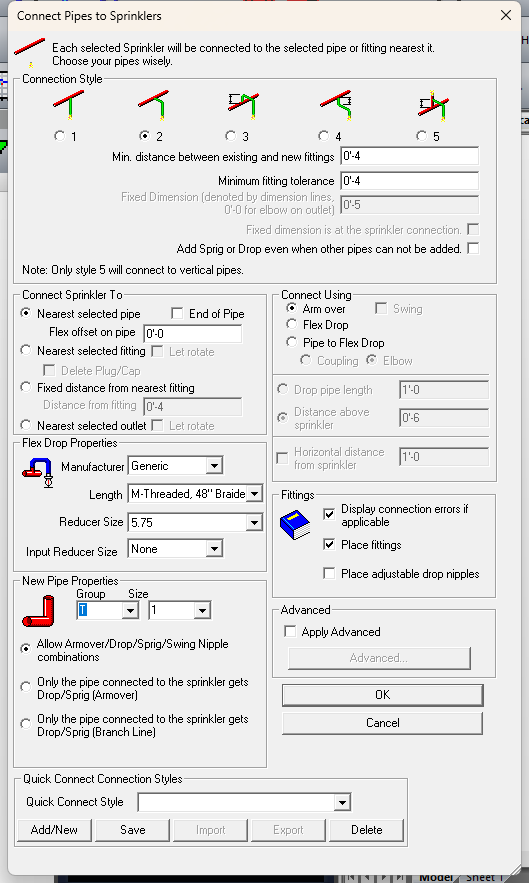 Connect Pipes to Sprinklers
Each selected Sprinkler will be connected to the selected pipe or fitting nearest it.
Choose your pipes wisely.
Connection Style
1
2
3
4
5
Min. distance between existing and new fittings
0'-4
Minimum fitting tolerance
0'-4
Fixed Dimension (denoted by dimension lines,
0'-0 for elbow on outlet)
0'-5
Fixed dimension is at the sprinkler connection.
Add Sprig or Drop even when other pipes can not be added.
Note: Only style 5 will connect to vertical pipes.
Connect Sprinkler To
Nearest selected pipe
End of Pipe
Flex offset on pipe
0'-0
Nearest selected fitting
Let rotate
Delete Plug/Cap
Fixed distance from nearest fitting
Distance from fitting
0'-4
Nearest selected outlet
Let rotate
Connect Using
Arm over
Swing
Flex Drop
Pipe to Flex Drop
Coupling
Elbow
Drop pipe length
1'-0
Distance above
sprinkler
0'-6
Horizontal distance
from sprinkler
1'-0
Flex Drop Properties
Manufacturer
Generic
Length
M-Threaded, 48" Braide
Reducer Size
5.75
Input Reducer Size
None
Fittings
Display connection errors if
applicable
Place fittings
Place adjustable drop nipples
New Pipe Properties
Group
Size
T
1
Allow Armover/Drop/Sprig/Swing Nipple
combinations
Only the pipe connected to the sprinkler gets
Drop/Sprig (Armover)
Only the pipe connected to the sprinkler gets
Drop/Sprig (Branch Line)
Advanced
Apply Advanced
Advanced...
OK
Cancel
Quick Connect Connection Styles
Quick Connect Style
Add/New
Save
Import
Export
Delete
Model
Sheet 1